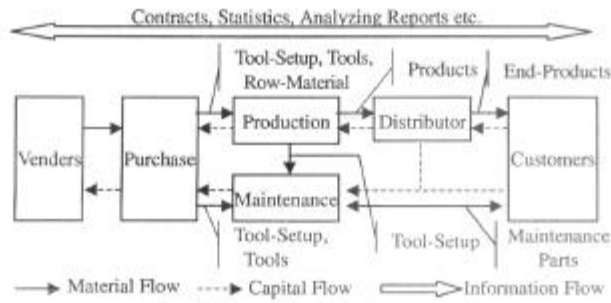 Contracts, Statistics, Analyzing Reports etc.
Tool-Setup, Tools,
Row-Material
Products
End-Products
Venders
Purchase
Production
Distributor
Customers
Maintenance
Tool-Setup,
Tools
Tool-Setup
Maintenance
Parts
Material Flow
Capital Flow
Information Flow